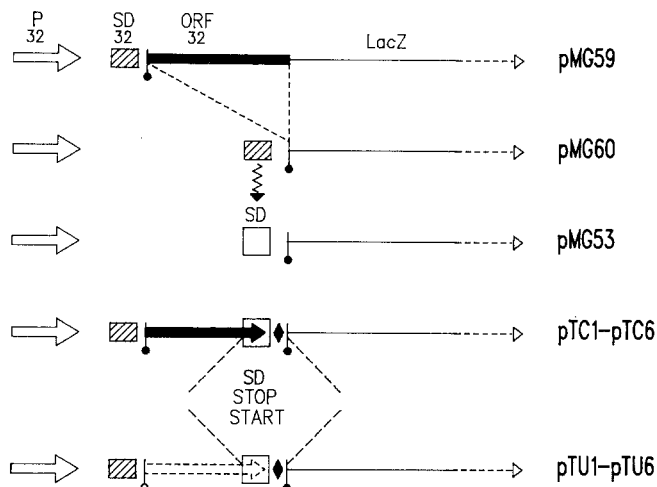 P SD ORF
32 32 32
LacZ
pMG59
pMG60
SD
pMG53
pTC1-pTC6
SD
STOP
START
pTU1-pTU6